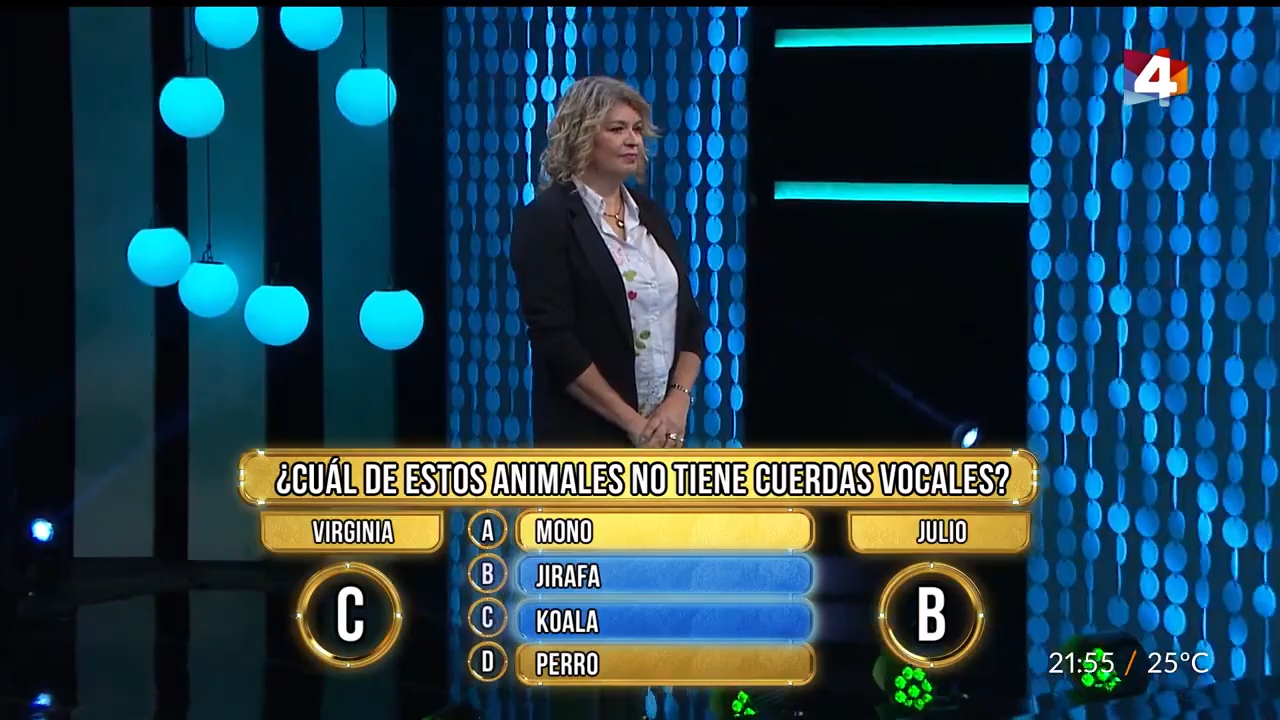 4
¿CUÁL DE ESTOS ANIMALES NO TIENE CUERDAS VOCALES?
VIRGINIA
C
A MONO
B JIRAFA
C KOALA
D PERRO
JULIO
B
21:55 / 25°C